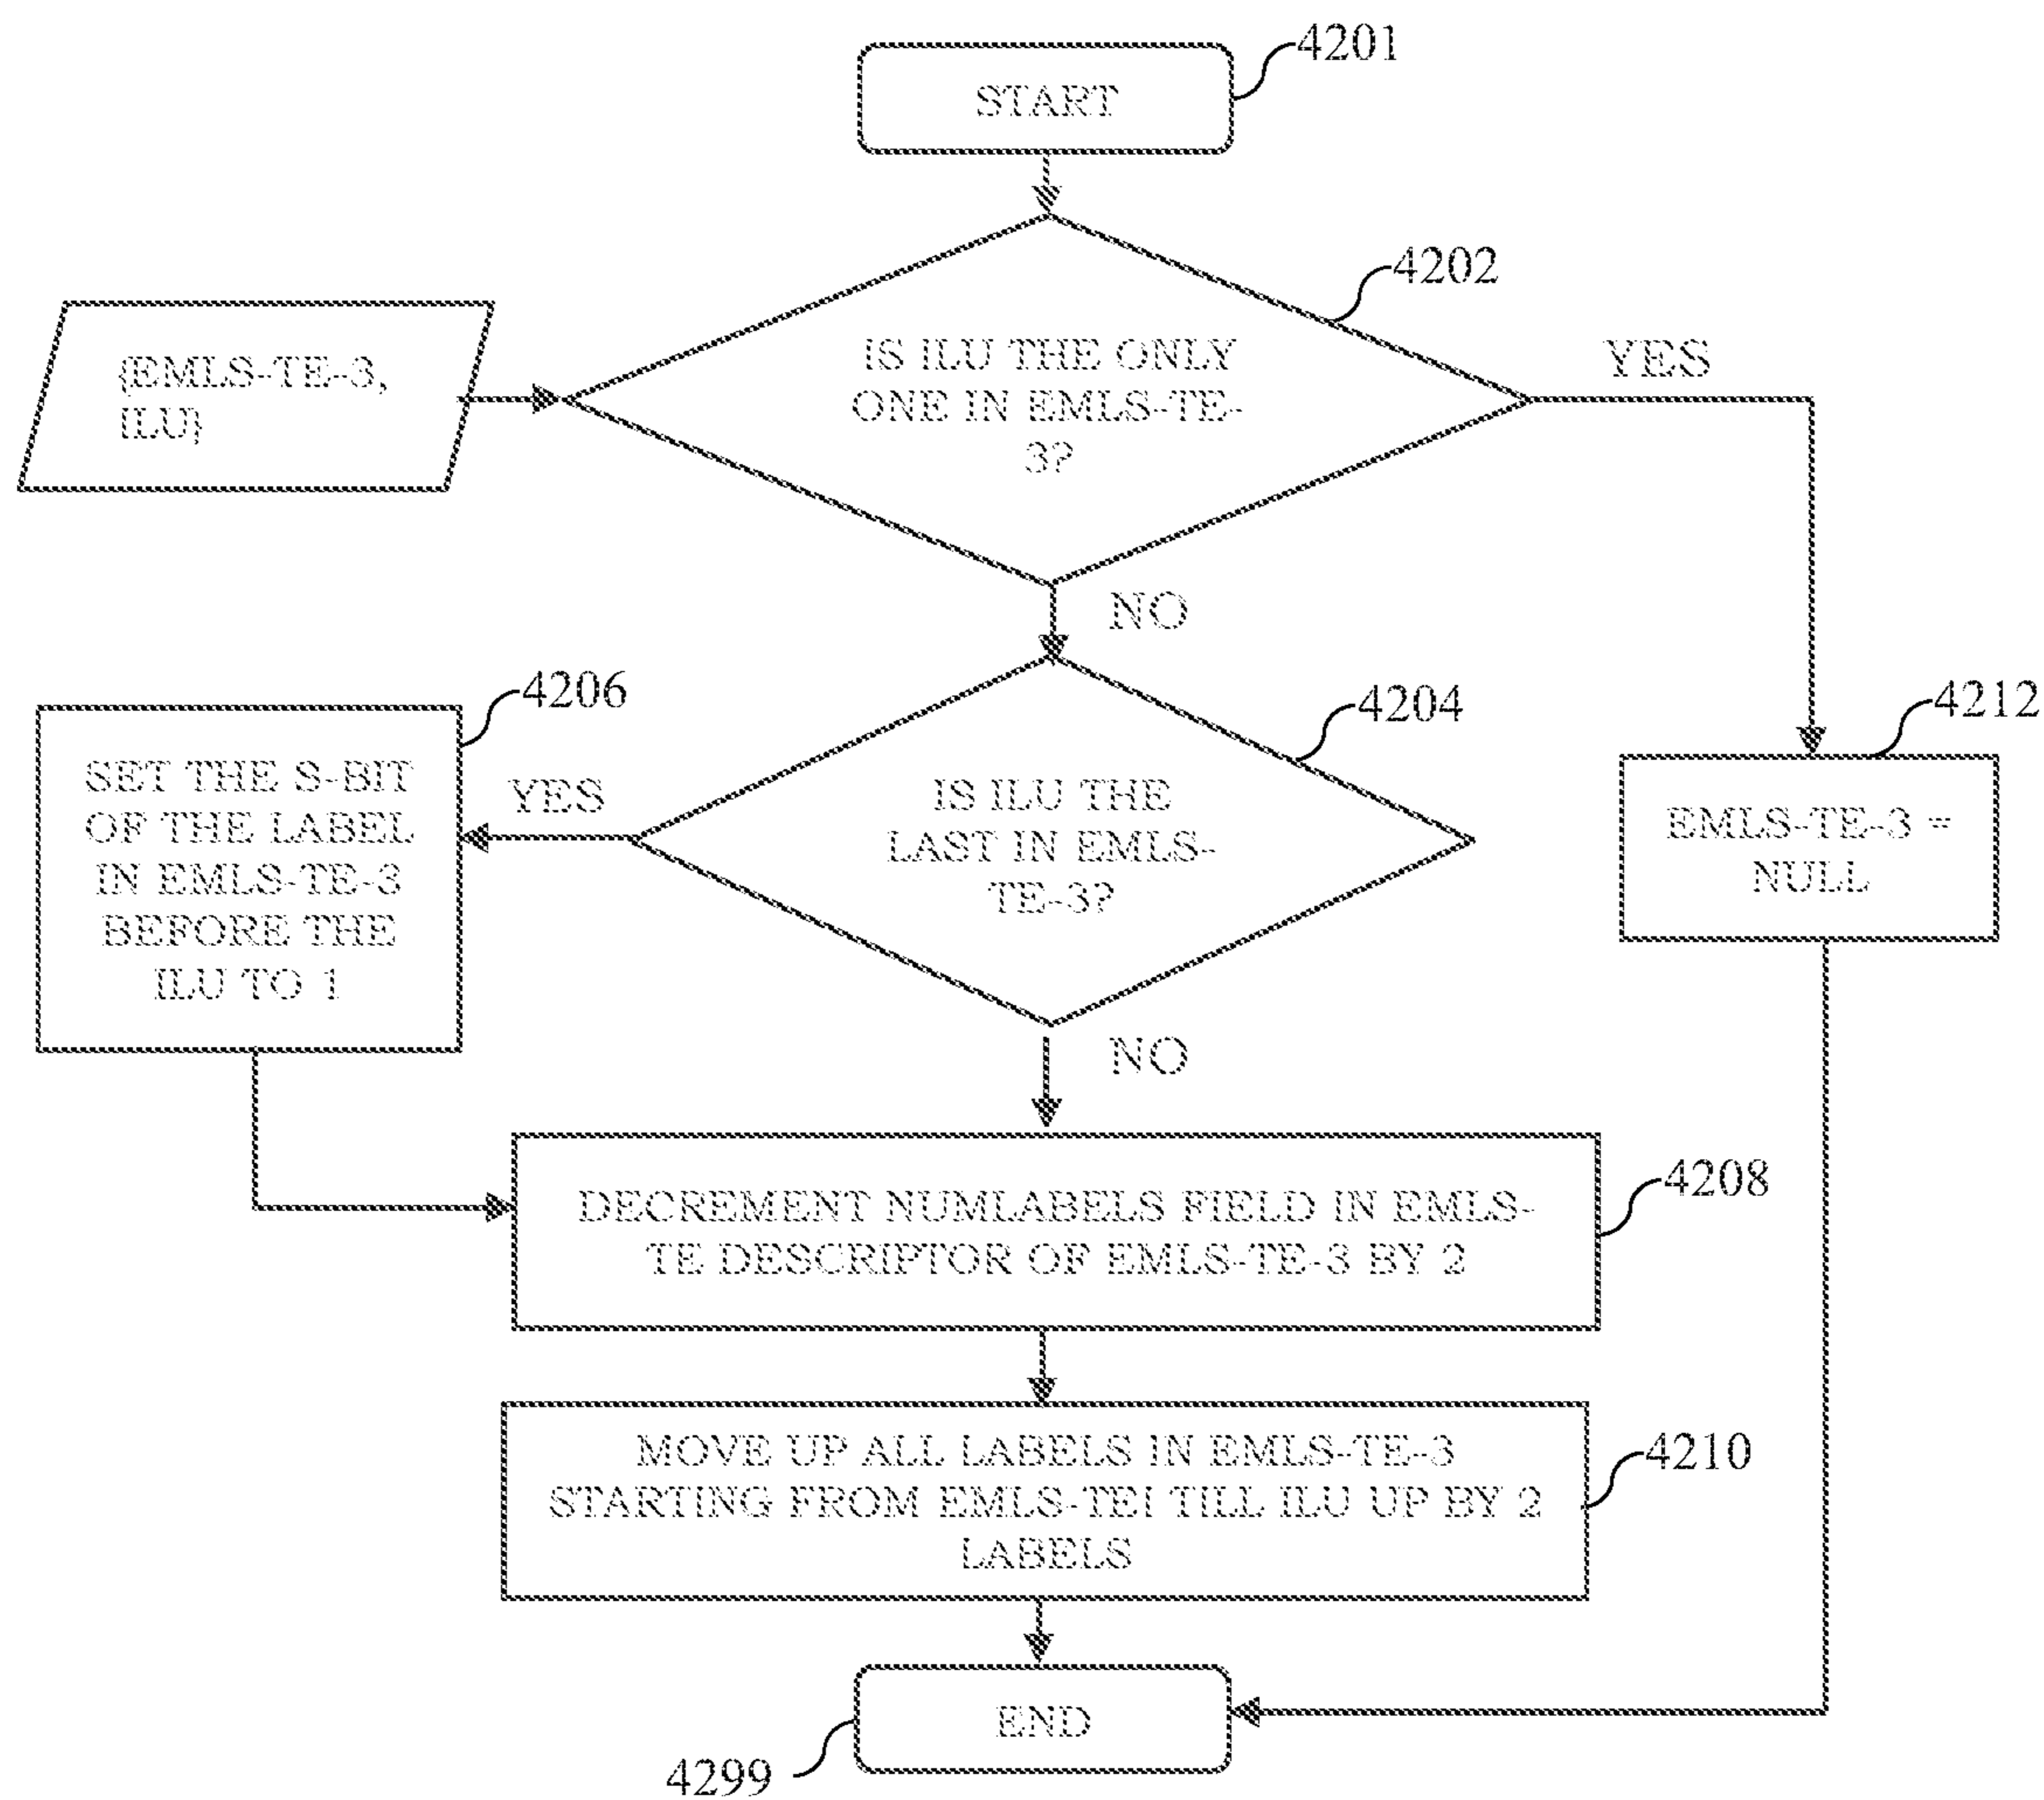 4201
START
4202
{EMLS-TE-3,
ILU}
IS ILU THE ONLY
ONE IN EMLS-TE-
3?
YES
NO
4206
4204
4212
SET THE S-BIT
OF THE LABEL
IN EMLS-TE-3
BEFORE THE
ILU TO 1
YES
IS ILU THE
LAST IN EMLS-
TE-3?
EMLS-TE-3 =
NULL
NO
4208
DECREMENT NUMLABELS FIELD IN EMLS-
TE DESCRIPTOR OF EMLS-TE-3 BY 2
4210
MOVE UP ALL LABELS IN EMLS-TE-3
STARTING FROM EMLS-TEI TILL ILU UP BY 2
LABELS
END
4299